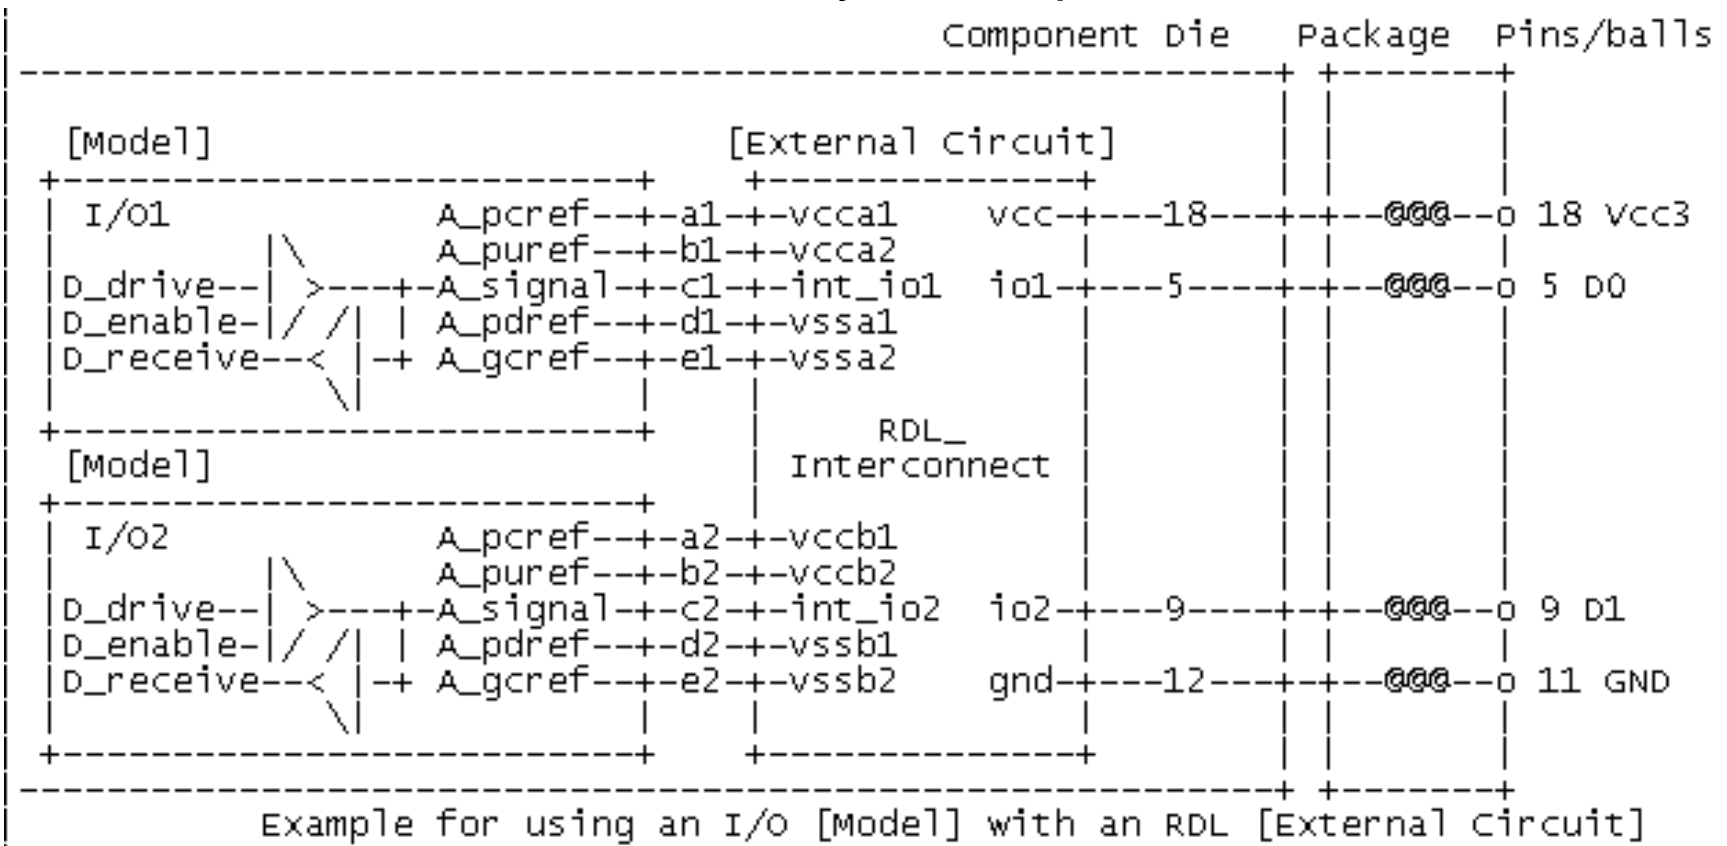 Component Die Package Pins/balls
[Model] [External Circuit]
I/O1 A_pcref--+-a1-+-vcca1 vcc-+---18----+-+--@@@--o 18 Vcc3
A_puref--+-b1-+-vcca2
D_drive--| >----+-A_signal-+-c1-+-int_io1 io1-+---5-----+-+--@@@--o 5 D0
D_enable-|/ /| | A_pdref--+-d1-+-vssa1
D_receive--< |-+ A_gcref--+-e1-+-vssa2
RDL_
[Model] Interconnect
I/O2 A_pcref--+-a2-+-vccb1
A_puref--+-b2-+-vccb2
D_drive--| >----+-A_signal-+-c2-+-int_io2 io2-+---9-----+-+--@@@--o 9 D1
D_enable-|/ /| | A_pdref--+-d2-+-vssb1
D_receive--< |-+ A_gcref--+-e2-+-vssb2 gnd-+---12----+-+--@@@--o 11 GND
Example for using an I/O [Model] with an RDL [External Circuit]